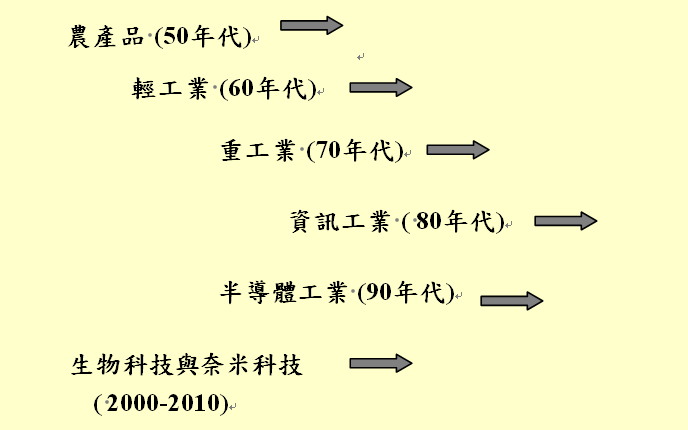 農產品 (50年代)
輕工業 (60年代)
重工業 (70年代)
資訊工業 ( 80年代)
半導體工業 (90年代)
生物科技與奈米科技
( 2000-2010)